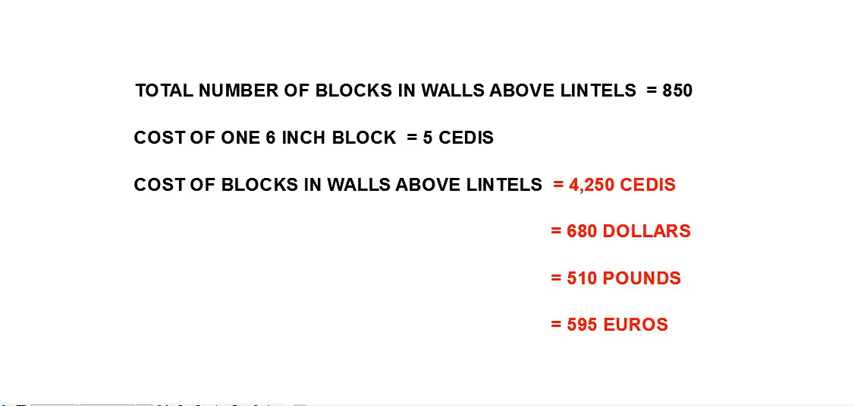 TOTAL NUMBER OF BLOCKS IN WALLS ABOVE LINTELS = 850
COST OF ONE 6 INCH BLOCK = 5 CEDIS
COST OF BLOCKS IN WALLS ABOVE LINTELS = 4,250 CEDIS
= 680 DOLLARS
= 510 POUNDS
= 595 EUROS